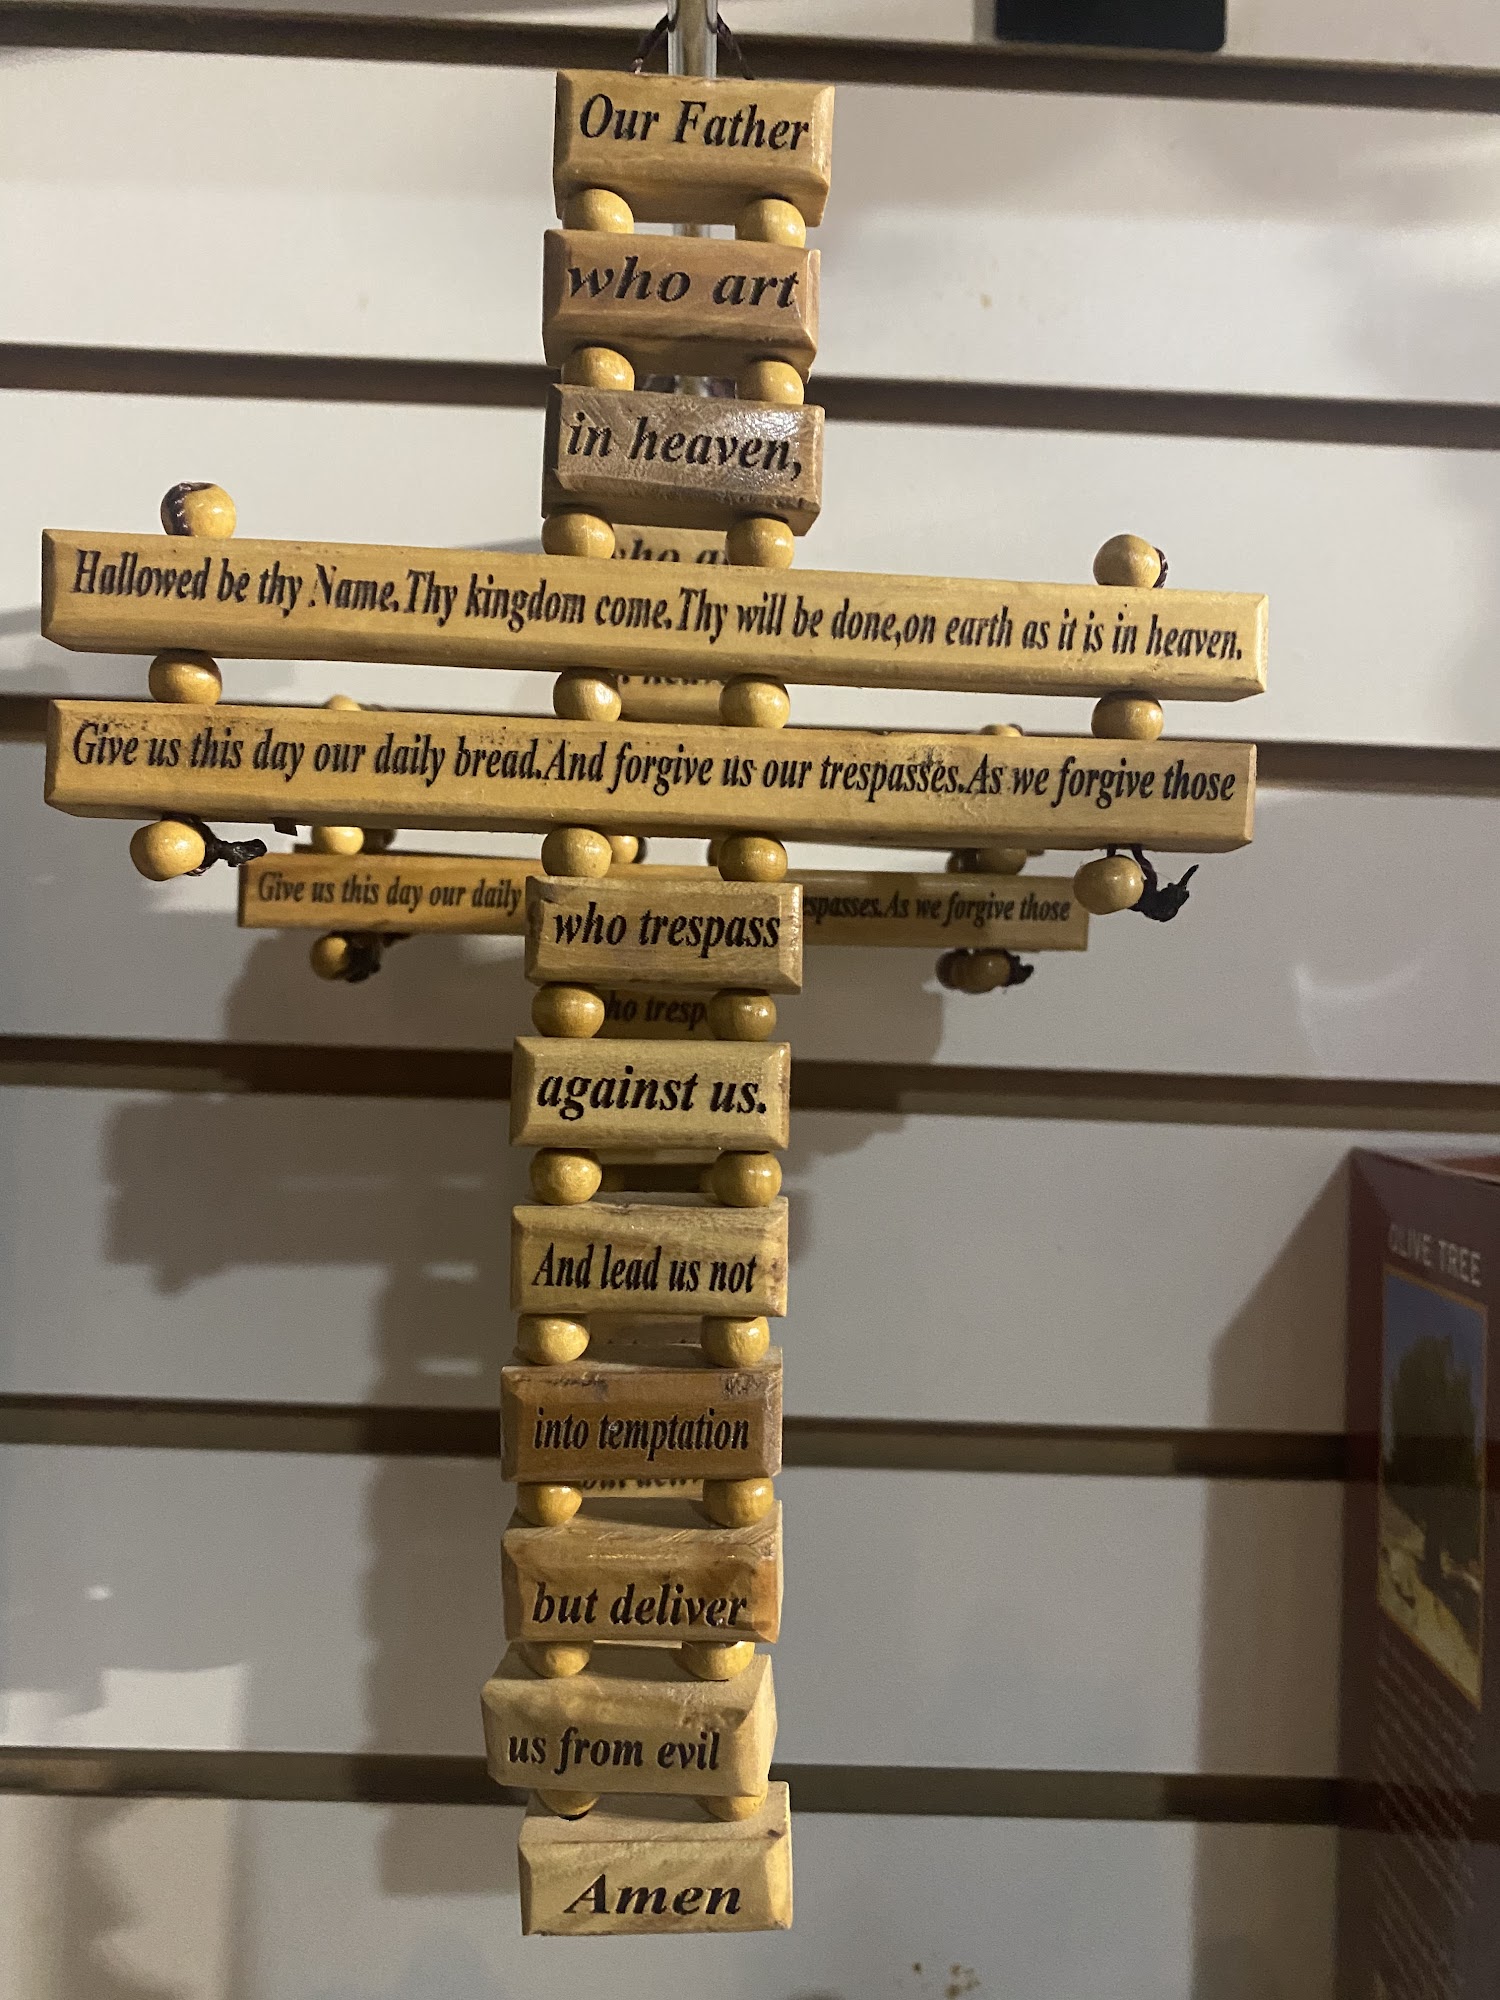 Our Father
who art
in heaven,
Hallowed be thy Name.Thy kingdom come.Thy will be done,on earth as it is in heaven.
Give us this day our daily bread.And forgive us our trespasses.As we forgive those
who trespass
against us.
And lead us not
into temptation
but deliver
us from evil
Amen
Give us this day our daily
As we forgive those
OLIVE TREE